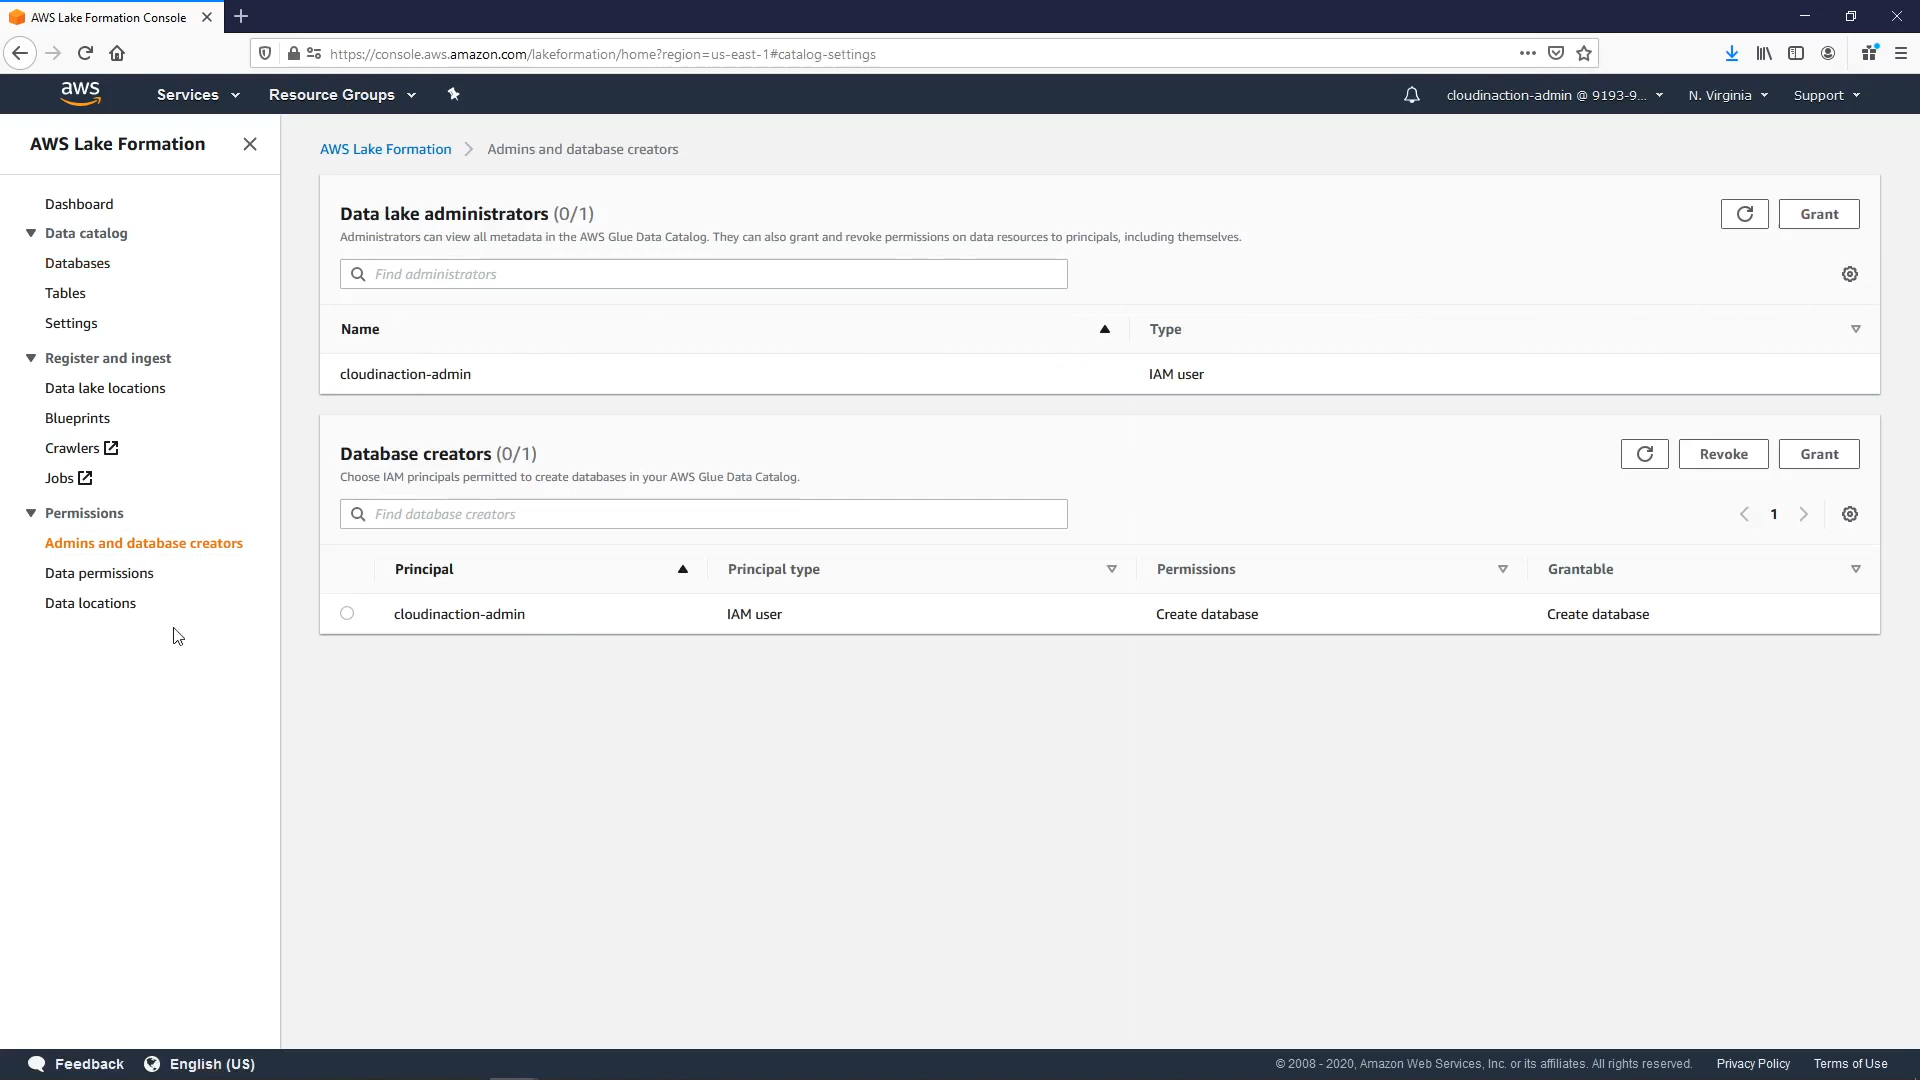 AWS Lake Formation Console
https://console.aws.amazon.com/lakeformation/home?region=us-east-1#catalog-settings
aws
Services
Resource Groups
cloudinaction-admin @ 9193-9...
N. Virginia
Support
AWS Lake Formation
Dashboard
Data catalog
Databases
Tables
Settings
Register and ingest
Data lake locations
Blueprints
Crawlers
Jobs
Permissions
Admins and database creators
Data permissions
Data locations
AWS Lake Formation > Admins and database creators
Data lake administrators (0/1)
Grant
Administrators can view all metadata in the AWS Glue Data Catalog. They can also grant and revoke permissions on data resources to principals, including themselves.
Find administrators
Name Type
cloudinaction-admin IAM user
Database creators (0/1)
Revoke
Grant
Choose IAM principals permitted to create databases in your AWS Glue Data Catalog.
Find database creators
1
Principal Principal type Permissions Grantable
cloudinaction-admin IAM user Create database Create database
Feedback
English (US)
© 2008 - 2020, Amazon Web Services, Inc. or its affiliates. All rights reserved.
Privacy Policy
Terms of Use